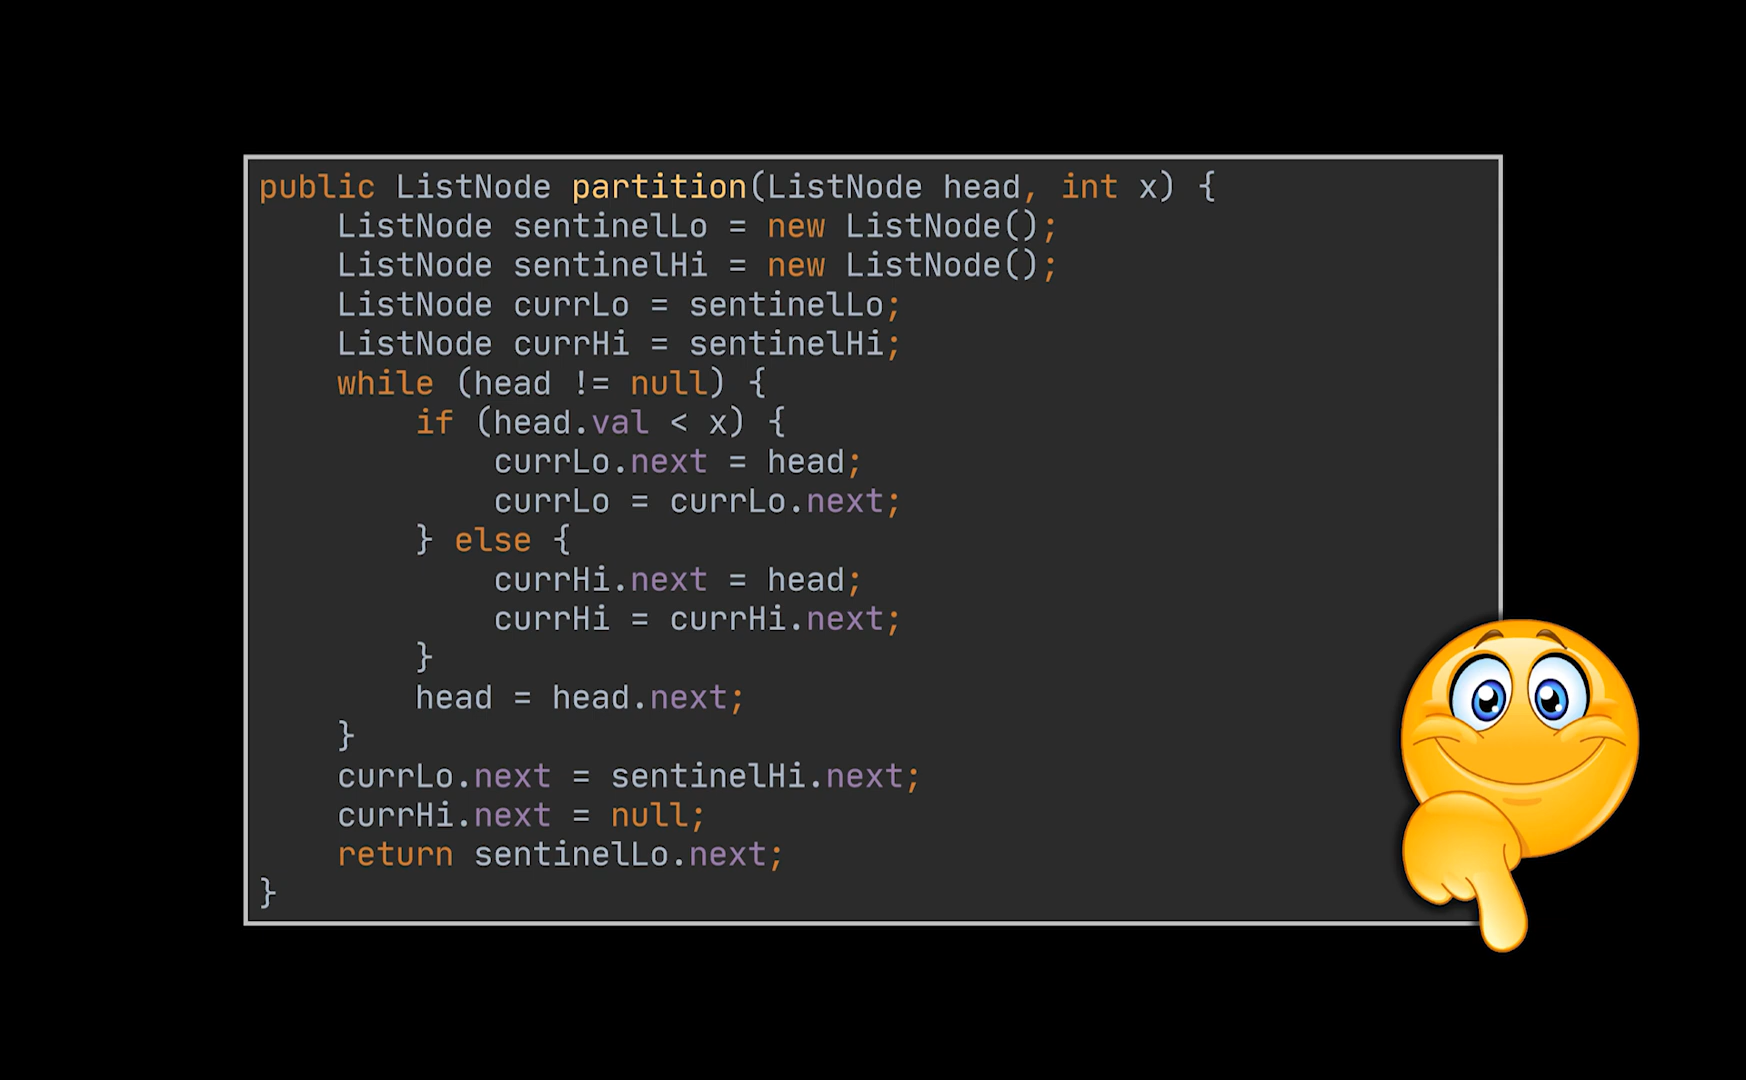 public ListNode partition(ListNode head, int x) {
    ListNode sentinelLo = new ListNode();
    ListNode sentinelHi = new ListNode();
    ListNode currLo = sentinelLo;
    ListNode currHi = sentinelHi;
    while (head != null) {
        if (head.val < x) {
            currLo.next = head;
            currLo = currLo.next;
        } else {
            currHi.next = head;
            currHi = currHi.next;
        }
        head = head.next;
    }
    currLo.next = sentinelHi.next;
    currHi.next = null;
    return sentinelLo.next;
}